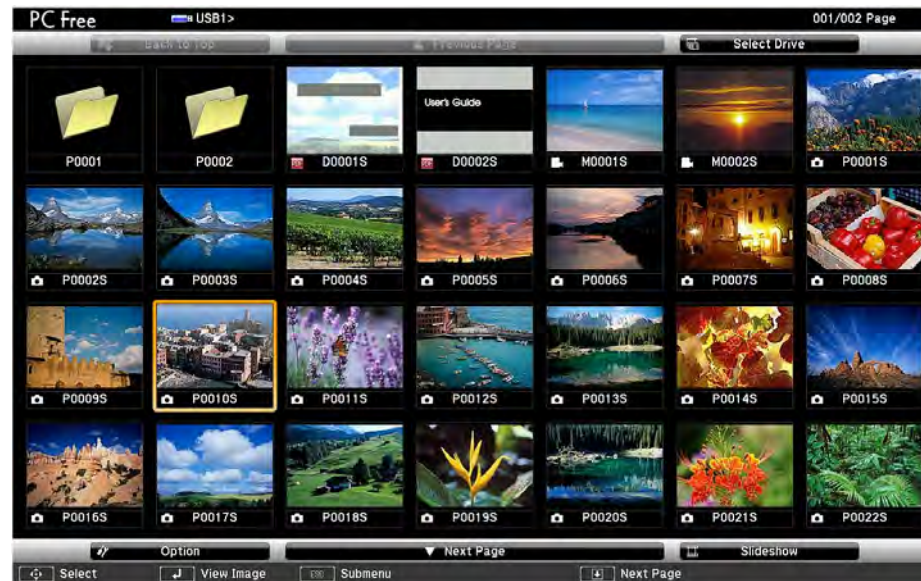 PC Free USB1> 001/002 Page
Back to Top Previous Page Select Drive
User's Guide
P0001 P0002 D0001S D0002S M0001S M0002S P0001S
P0002S P0003S P0004S P0005S P0006S P0007S P0008S
P0009S P0010S P0011S P0012S P0013S P0014S P0015S
P0016S P0017S P0018S P0019S P0020S P0021S P0022S
Option ▼ Next Page Slideshow
Select View Image Submenu Next Page